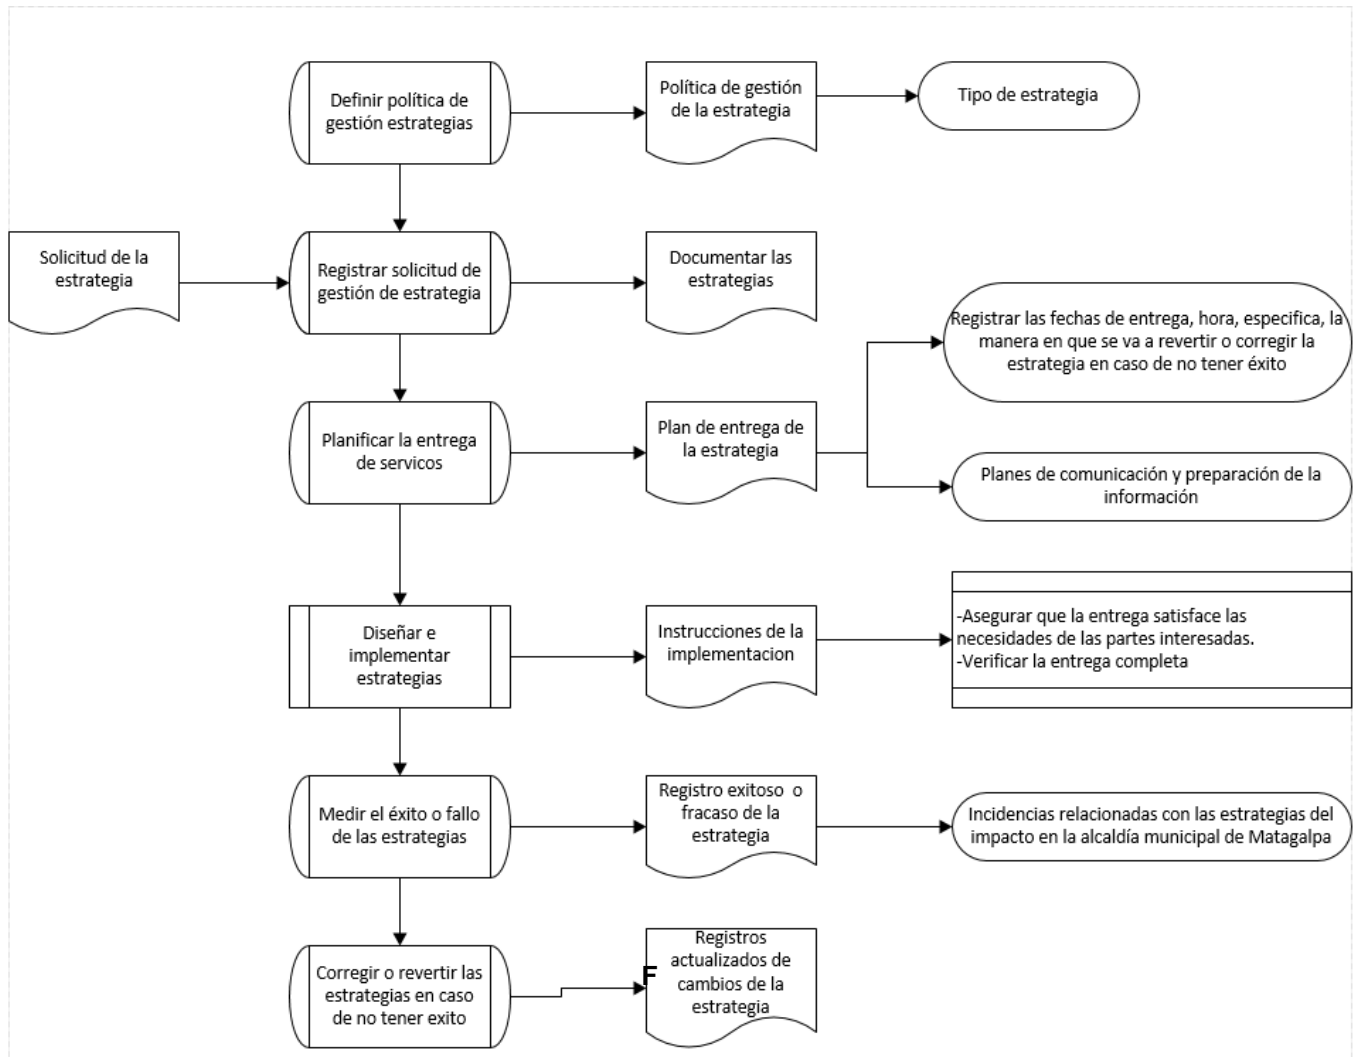 Definir política de
gestión estrategias
Política de gestión
de la estrategia
Tipo de estrategia
Solicitud de la
estrategia
Registrar solicitud de
gestión de estrategia
Documentar las
estrategias
Registrar las fechas de entrega, hora, especifica, la
manera en que se va a revertir o corregir la
estrategia en caso de no tener éxito
Planificar la entrega
de servicos
Plan de entrega de
la estrategia
Planes de comunicación y preparación de la
información
Diseñar e
implementar
estrategias
Instrucciones de la
implementacion
-Asegurar que la entrega satisface las
necesidades de las partes interesadas.
-Verificar la entrega completa
Medir el éxito o fallo
de las estrategias
Registro exitoso o
fracaso de la
estrategia
Incidencias relacionadas con las estrategias del
impacto en la alcaldía municipal de Matagalpa
Corregir o revertir las
estrategias en caso
de no tener exito
F
Registros
actualizados de
cambios de la
estrategia